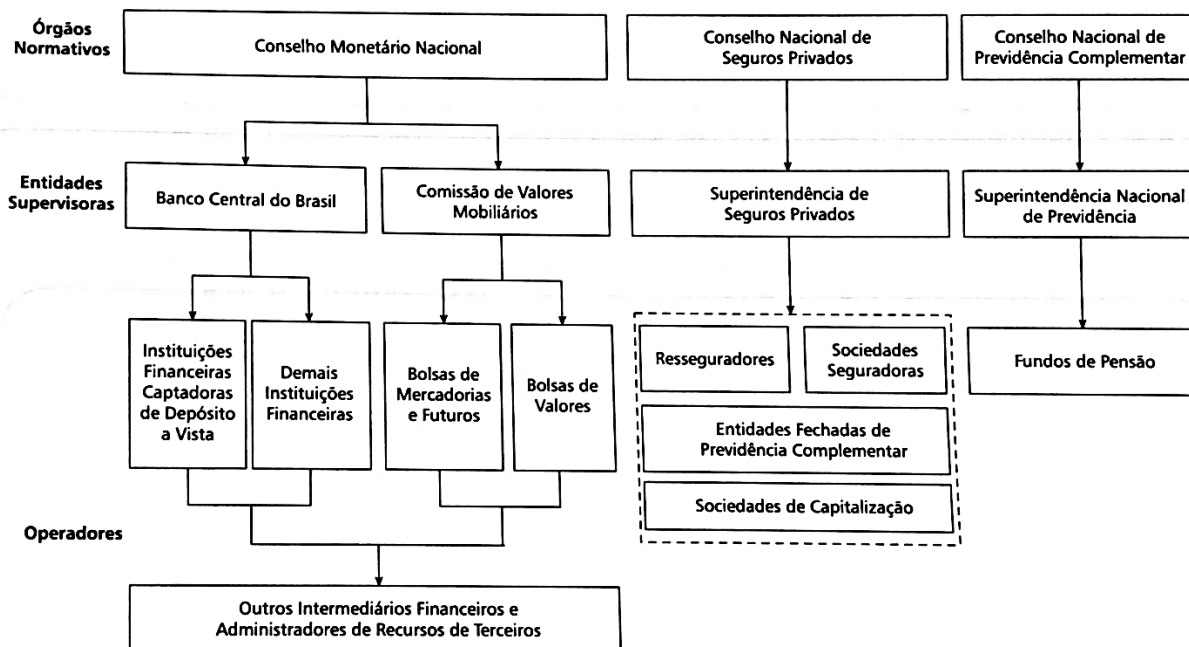 Órgãos
Normativos
Conselho Monetário Nacional
Conselho Nacional de
Seguros Privados
Conselho Nacional de
Previdência Complementar
Entidades
Supervisoras
Banco Central do Brasil
Comissão de Valores
Mobiliários
Superintendência de
Seguros Privados
Superintendência Nacional
de Previdência
Instituições
Financeiras
Captadoras
de Depósito
a Vista
Demais
Instituições
Financeiras
Bolsas de
Mercadorias
e Futuros
Bolsas de
Valores
Resseguradores
Sociedades
Seguradoras
Entidades Fechadas de
Previdência Complementar
Sociedades de Capitalização
Fundos de Pensão
Operadores
Outros Intermediários Financeiros e
Administradores de Recursos de Terceiros